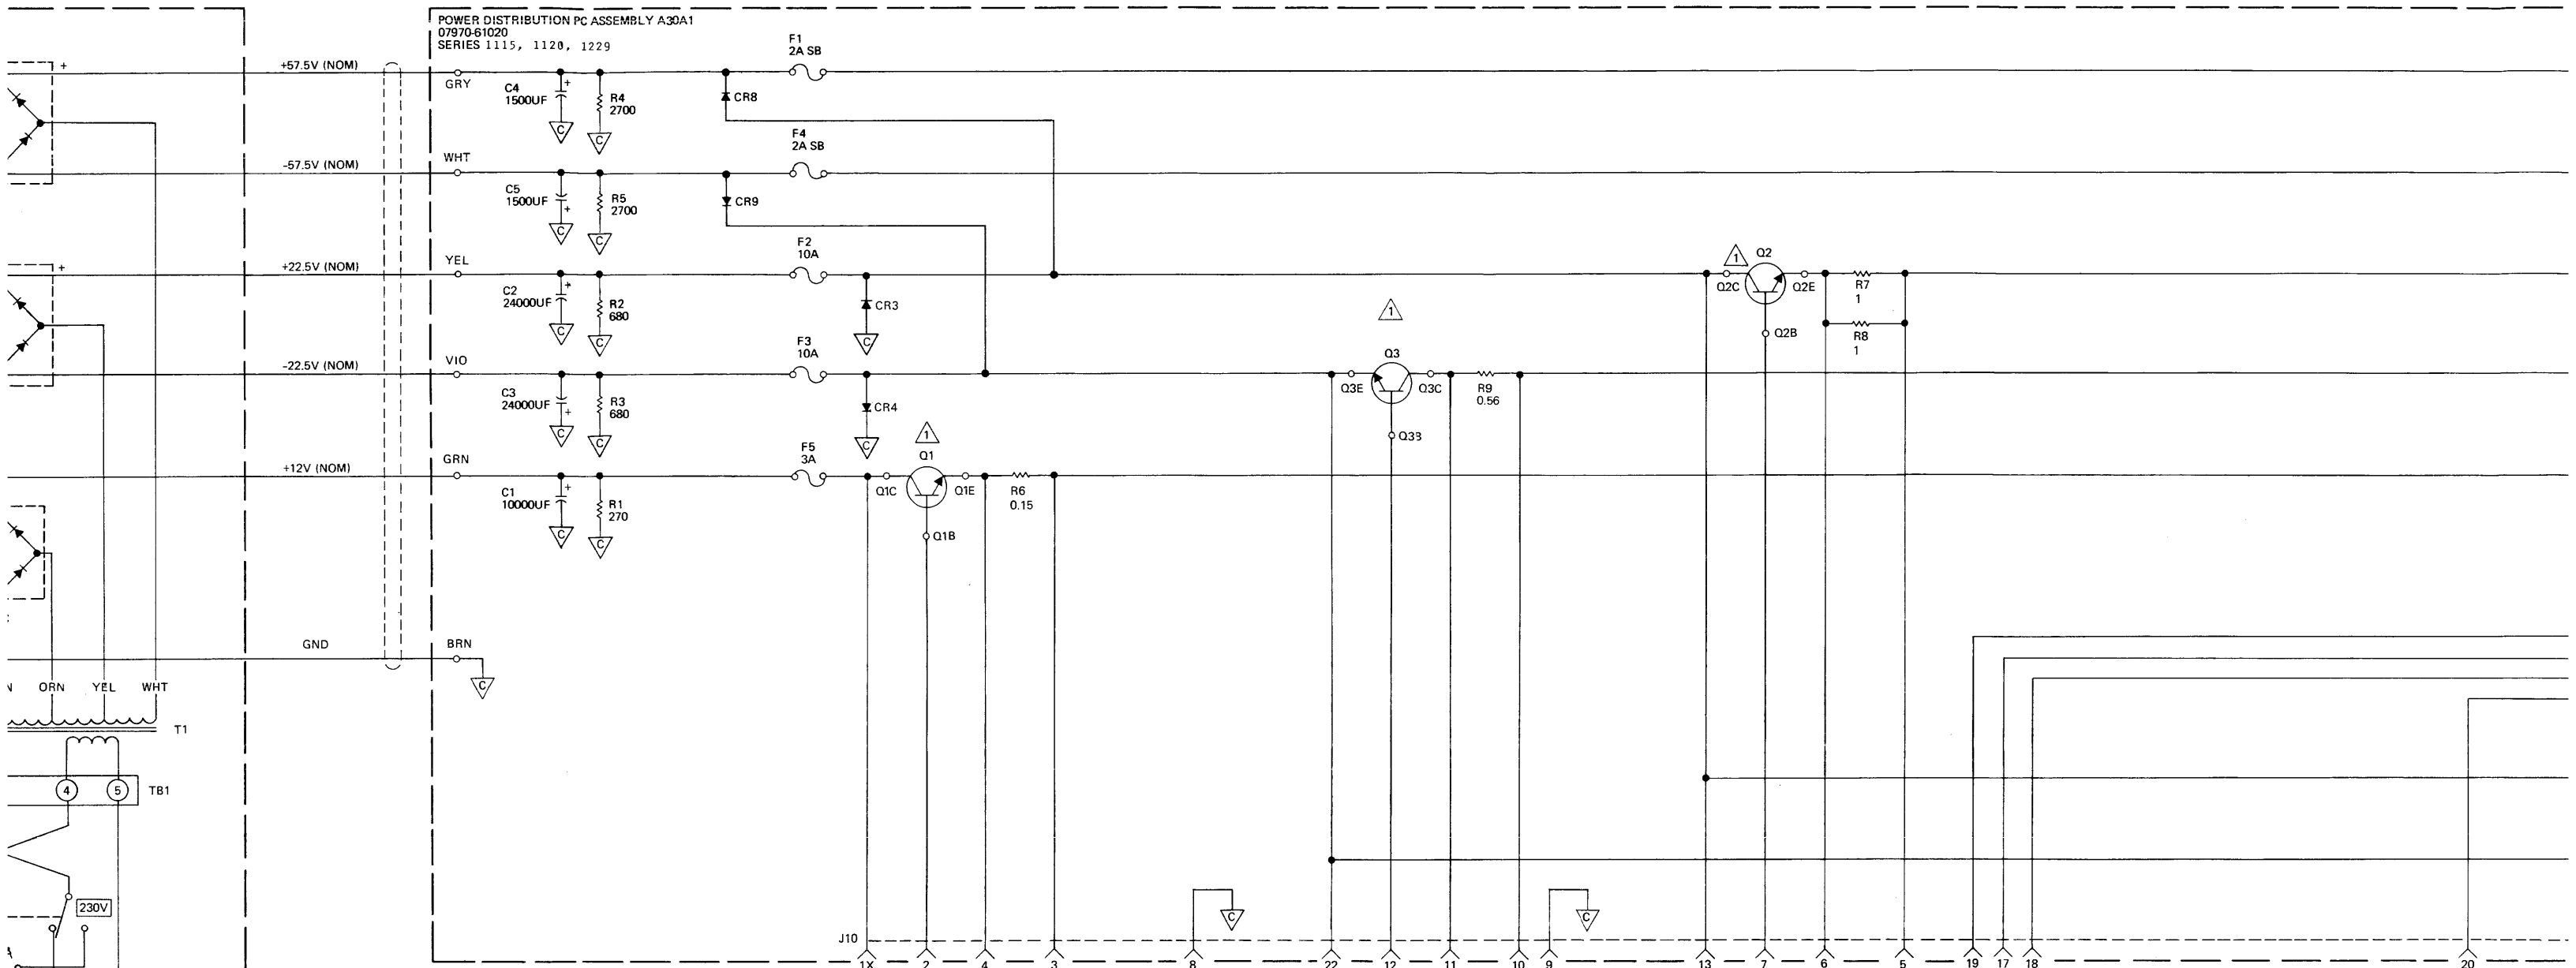 POWER DISTRIBUTION PC ASSEMBLY A30A1
07970-61020
SERIES 1115, 1120, 1229
F1
2A SB
+
+57.5V (NOM)
GRY
C4
1500UF
+
R4
2700
CR8
C
C
F4
2A SB
-57.5V (NOM)
WHT
C5
1500UF
+
R5
2700
CR9
C
C
F2
10A
+
+22.5V (NOM)
YEL
C2
24000UF
+
R2
680
CR3
C
C
C
1
Q2
Q2C
Q2E
R7
1
Q2B
R8
1
1
F3
10A
-22.5V (NOM)
VIO
C3
24000UF
+
R3
680
CR4
C
C
C
Q3
Q3E
Q3C
R9
0.56
Q3B
1
F5
3A
+12V (NOM)
GRN
C1
10000UF
+
R1
270
C
C
Q1
Q1C
Q1E
R6
0.15
Q1B
GND
BRN
C
N
ORN
YEL
WHT
T1
4
5
TB1
230V
C
C
J10
1X
2
4
3
8
22
12
11
10
9
13
7
6
5
19
17
18
20